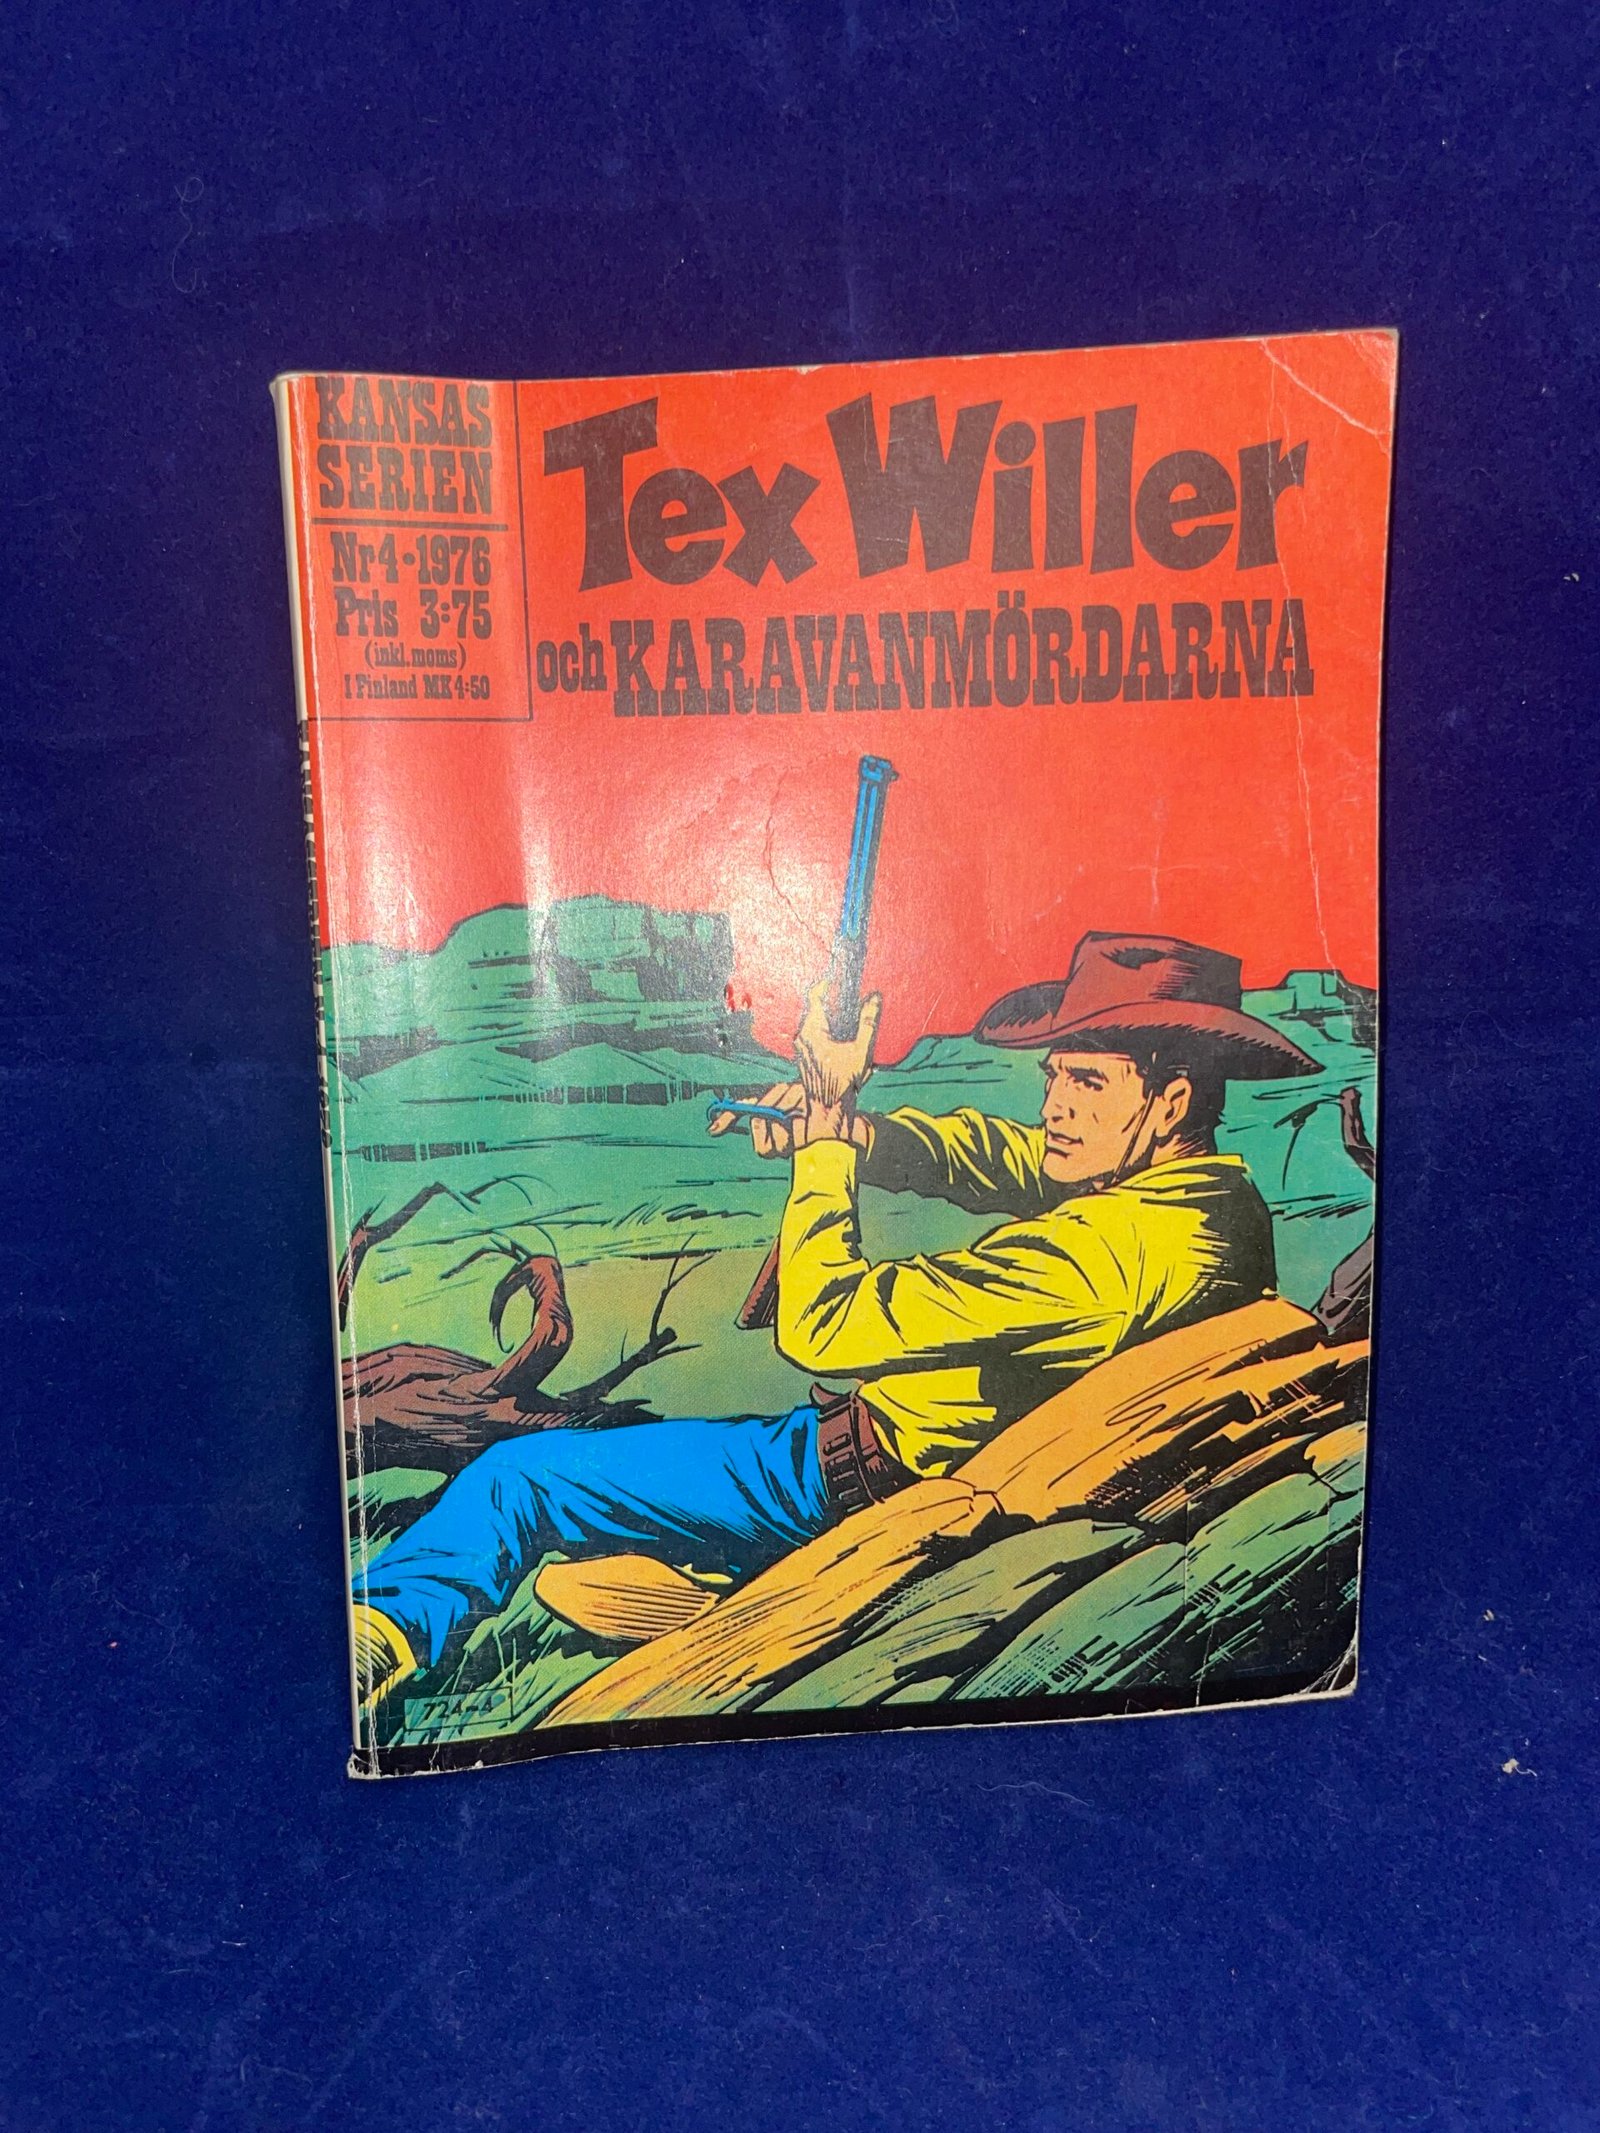 KANSAS
SERIEN
Nr 4·1976
Pris 3:75
(inkl. moms)
I Finland MK 4:50
Tex Willer
och KARAVANMÖRDARNA
724-4